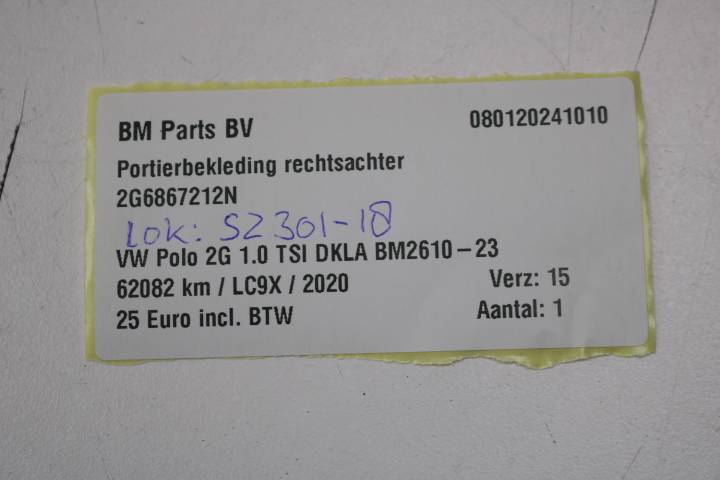 BM Parts BV 080120241010
Portierbekleding rechtsachter
2G6867212N
LOK: SZ301-18
VW Polo 2G 1.0 TSI DKLA BM2610-23
62082 km / LC9X / 2020 Verz: 15
25 Euro incl. BTW Aantal: 1